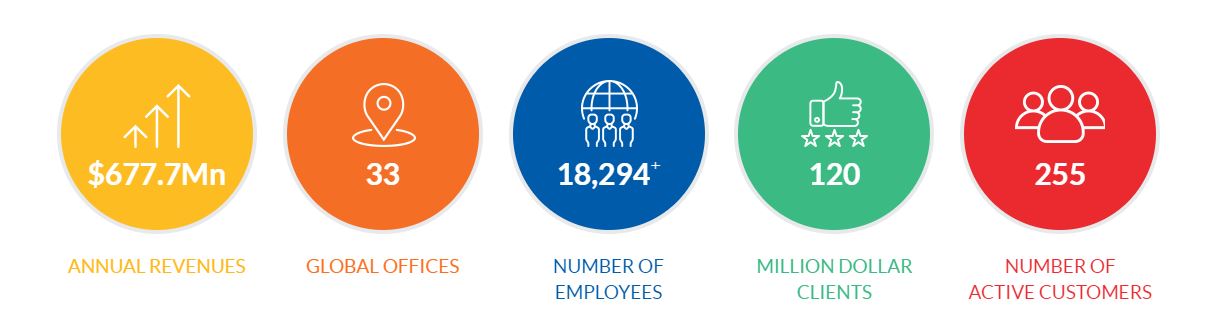 $677.7Mn
ANNUAL REVENUES
33
GLOBAL OFFICES
18,294+
NUMBER OF
EMPLOYEES
120
MILLION DOLLAR
CLIENTS
255
NUMBER OF
ACTIVE CUSTOMERS